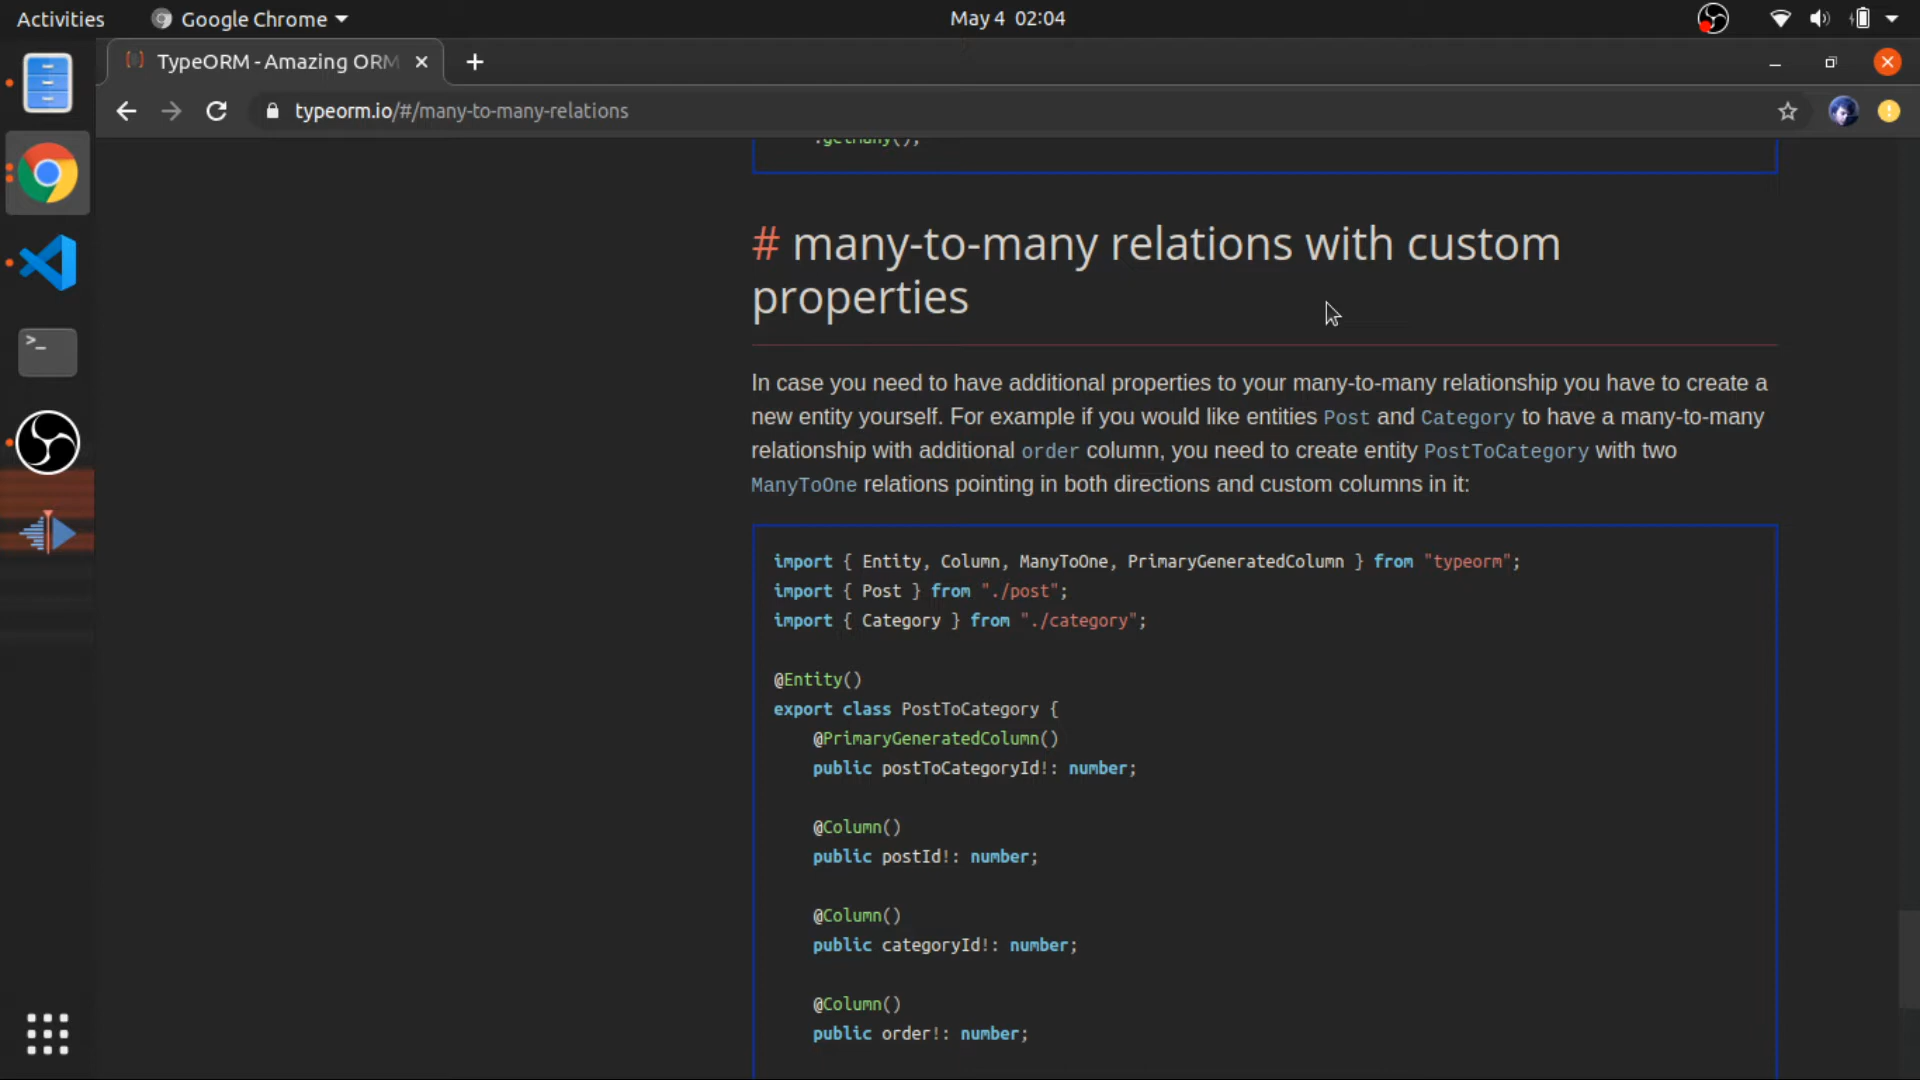 Activities
Google Chrome
May 4 02:04
TypeORM - Amazing ORM
typeorm.io/#/many-to-many-relations
.getMany();
# many-to-many relations with custom
properties
In case you need to have additional properties to your many-to-many relationship you have to create a
new entity yourself. For example if you would like entities Post and Category to have a many-to-many
relationship with additional order column, you need to create entity PostToCategory with two
ManyToOne relations pointing in both directions and custom columns in it:
import { Entity, Column, ManyToOne, PrimaryGeneratedColumn } from "typeorm";
import { Post } from "./post";
import { Category } from "./category";
@Entity()
export class PostToCategory {
@PrimaryGeneratedColumn()
public postToCategoryId!: number;
@Column()
public postId!: number;
@Column()
public categoryId!: number;
@Column()
public order!: number;